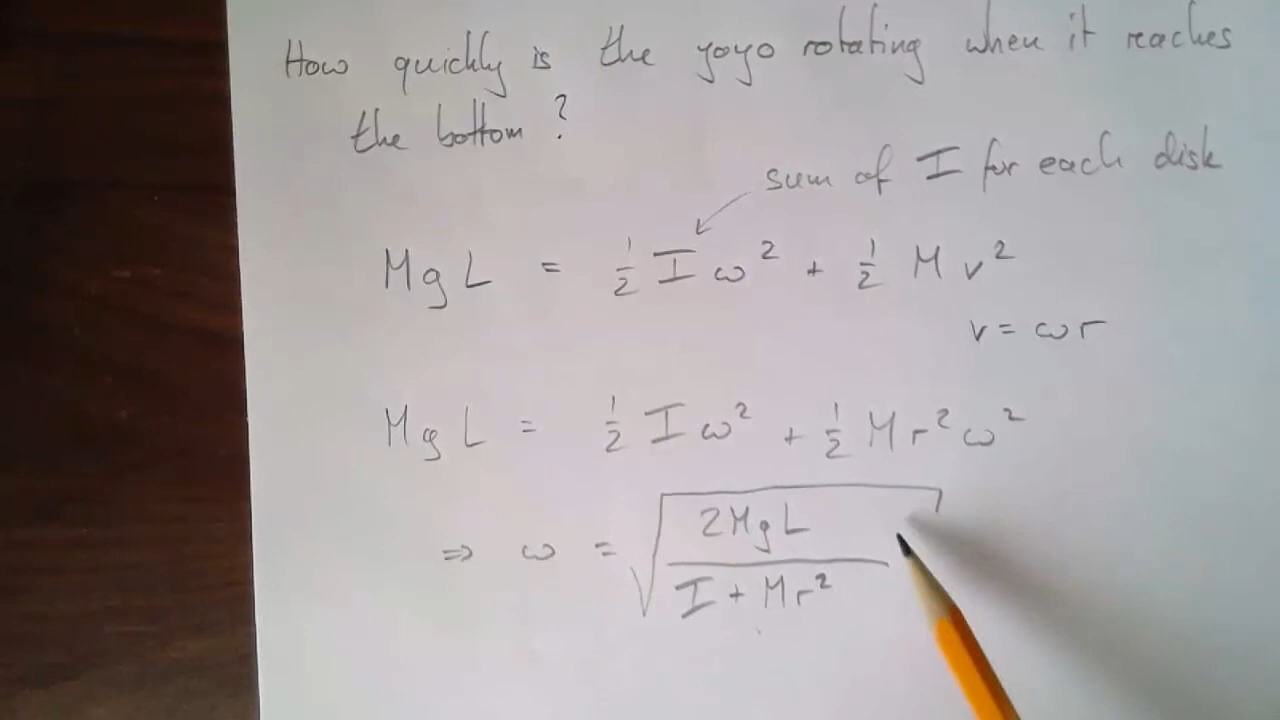 How quickly is the yoyo rotating when it reaches
the bottom ?
sum of I for each disk
MgL = ½ I ω² + ½ M v²
v = ωr
MgL = ½ I ω² + ½ M r² ω²
⇒ ω = √(2MgL / (I + Mr²))